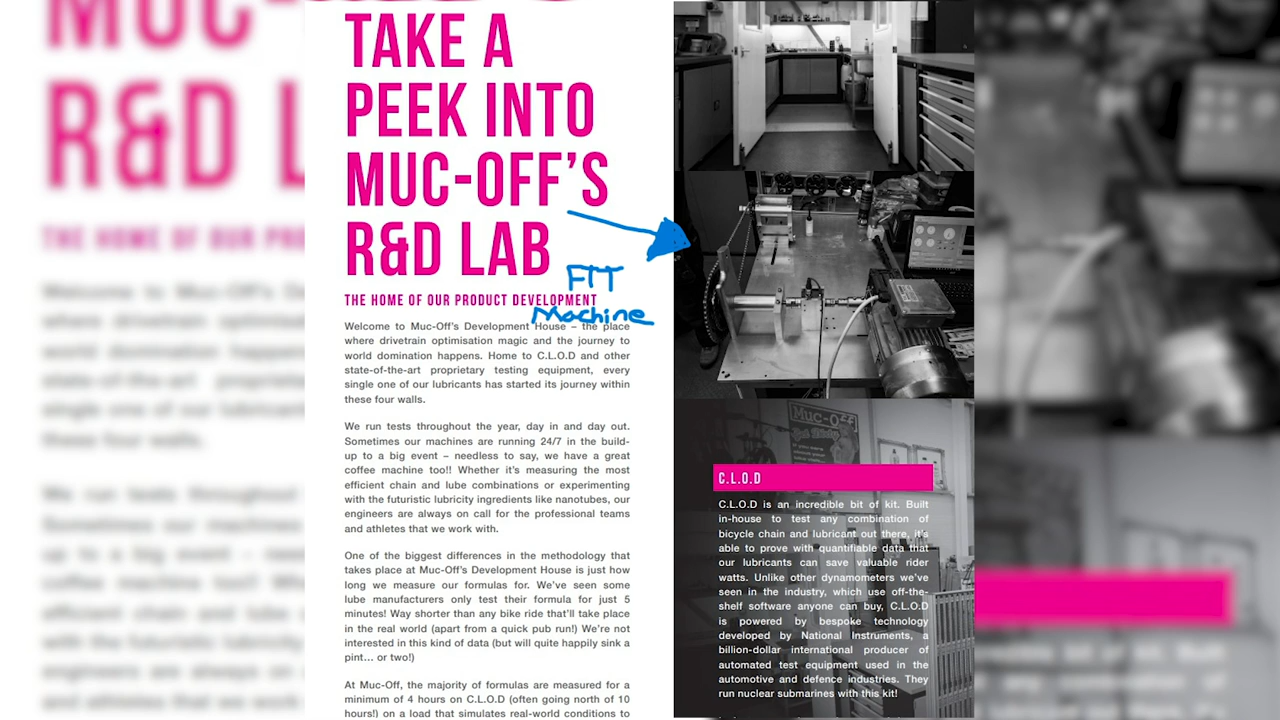 TAKE A
PEEK INTO
MUC-OFF'S
R&D LAB
THE HOME OF OUR PRODUCT DEVELOPMENT
FTT
Machine
Welcome to Muc-Off's Development House – the place
where drivetrain optimisation magic and the journey to
world domination happens. Home to C.L.O.D and other
state-of-the-art proprietary testing equipment, every
single one of our lubricants has started its journey within
these four walls.
We run tests throughout the year, day in and day out.
Sometimes our machines are running 24/7 in the build-
up to a big event – needless to say, we have a great
coffee machine too!! Whether it's measuring the most
efficient chain and lube combinations or experimenting
with the futuristic lubricity ingredients like nanotubes, our
engineers are always on call for the professional teams
and athletes that we work with.
One of the biggest differences in the methodology that
takes place at Muc-Off's Development House is just how
long we measure our formulas for. We've seen some
lube manufacturers only test their formula for just 5
minutes! Way shorter than any bike ride that'll take place
in the real world (apart from a quick pub run!) We're not
interested in this kind of data (but will quite happily sink a
pint... or two!)
At Muc-Off, the majority of formulas are measured for a
minimum of 4 hours on C.L.O.D (often going north of 10
hours!) on a load that simulates real-world conditions to
Muc-Off
C.L.O.D
C.L.O.D is an incredible bit of kit. Built
in-house to test any combination of
bicycle chain and lubricant out there, it's
able to prove with quantifiable data that
our lubricants can save valuable rider
watts. Unlike other dynamometers we've
seen in the industry, which use off-the-
shelf software anyone can buy, C.L.O.D
is powered by bespoke technology
developed by National Instruments, a
billion-dollar international producer of
automated test equipment used in the
automotive and defence industries. They
run nuclear submarines with this kit!